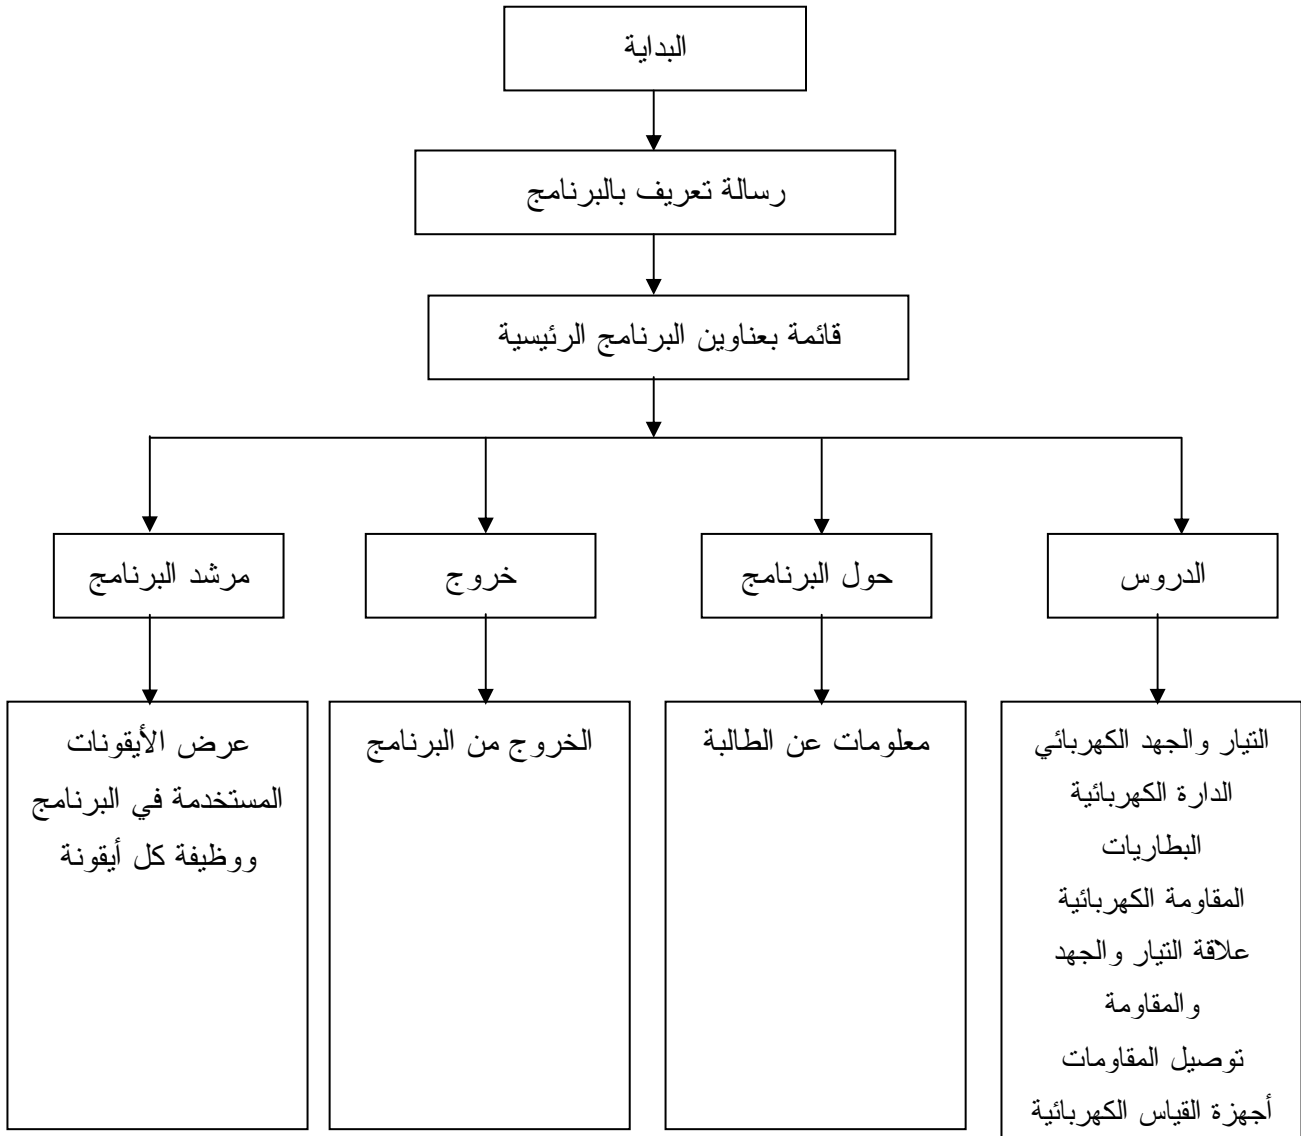 البداية
رسالة تعريف بالبرنامج
قائمة بعناوين البرنامج الرئيسية
الدروس
حول البرنامج
خروج
مرشد البرنامج
التيار والجهد الكهربائي
الدارة الكهربائية
البطاريات
المقاومة الكهربائية
علاقة التيار والجهد
والمقاومة
توصيل المقاومات
أجهزة القياس الكهربائية
معلومات عن الطالبة
الخروج من البرنامج
عرض الأيقونات
المستخدمة في البرنامج
ووظيفة كل أيقونة